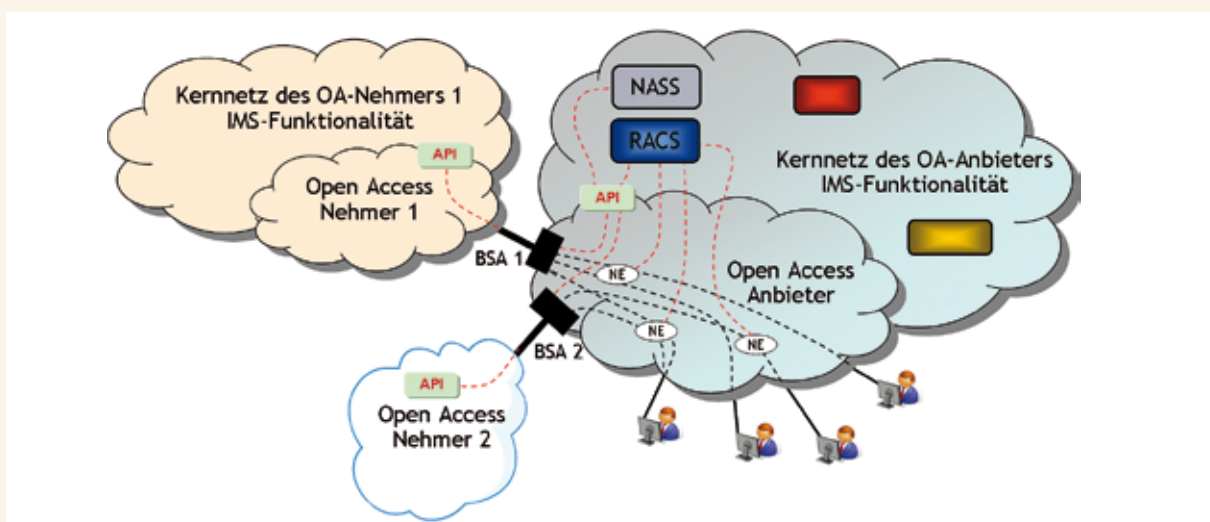 Kernnetz des OA-Nehmers 1
IMS-Funktionalität
API
Open Access
Nehmer 1
NASS
RACS
Kernnetz des OA-Anbieters
IMS-Funktionalität
API
BSA 1
NE
Open Access
Anbieter
NE
NE
BSA 2
API
Open Access
Nehmer 2